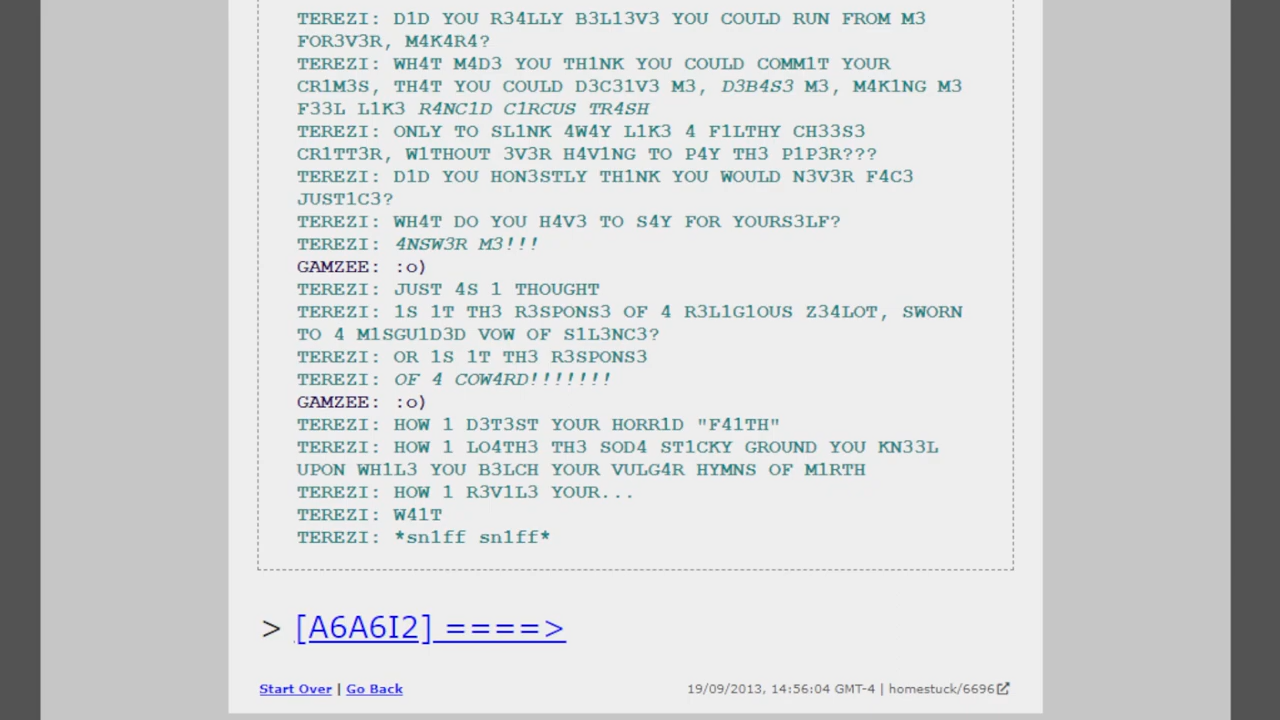 TEREZI: D1D YOU R34LLY B3L13V3 YOU COULD RUN FROM M3
FOR3V3R, M4K4R4?
TEREZI: WH4T M4D3 YOU TH1NK YOU COULD COMM1T YOUR
CR1M3S, TH4T YOU COULD D3C31V3 M3, D3B4S3 M3, M4K1NG M3
F33L L1K3 R4NC1D C1RCUS TR4SH
TEREZI: ONLY TO SL1NK 4W4Y L1K3 4 F1LTHY CH33S3
CR1TT3R, W1THOUT 3V3R H4V1NG TO P4Y TH3 P1P3R???
TEREZI: D1D YOU HON3STLY TH1NK YOU WOULD N3V3R F4C3
JUST1C3?
TEREZI: WH4T DO YOU H4V3 TO S4Y FOR YOURS3LF?
TEREZI: 4NSW3R M3!!!
GAMZEE: :o)
TEREZI: JUST 4S 1 THOUGHT
TEREZI: 1S 1T TH3 R3SPONS3 OF 4 R3L1G1OUS Z34LOT, SWORN
TO 4 M1SGU1D3D VOW OF S1L3NC3?
TEREZI: OR 1S 1T TH3 R3SPONS3
TEREZI: OF 4 COW4RD!!!!!!!
GAMZEE: :o)
TEREZI: HOW 1 D3T3ST YOUR HORR1D "F41TH"
TEREZI: HOW 1 LO4TH3 TH3 SOD4 ST1CKY GROUND YOU KN33L
UPON WH1L3 YOU B3LCH YOUR VULG4R HYMNS OF M1RTH
TEREZI: HOW 1 R3V1L3 YOUR...
TEREZI: W41T
TEREZI: *sn1ff sn1ff*
> [A6A6I2] ====>
Start Over | Go Back
19/09/2013, 14:56:04 GMT-4 | homestuck/6696